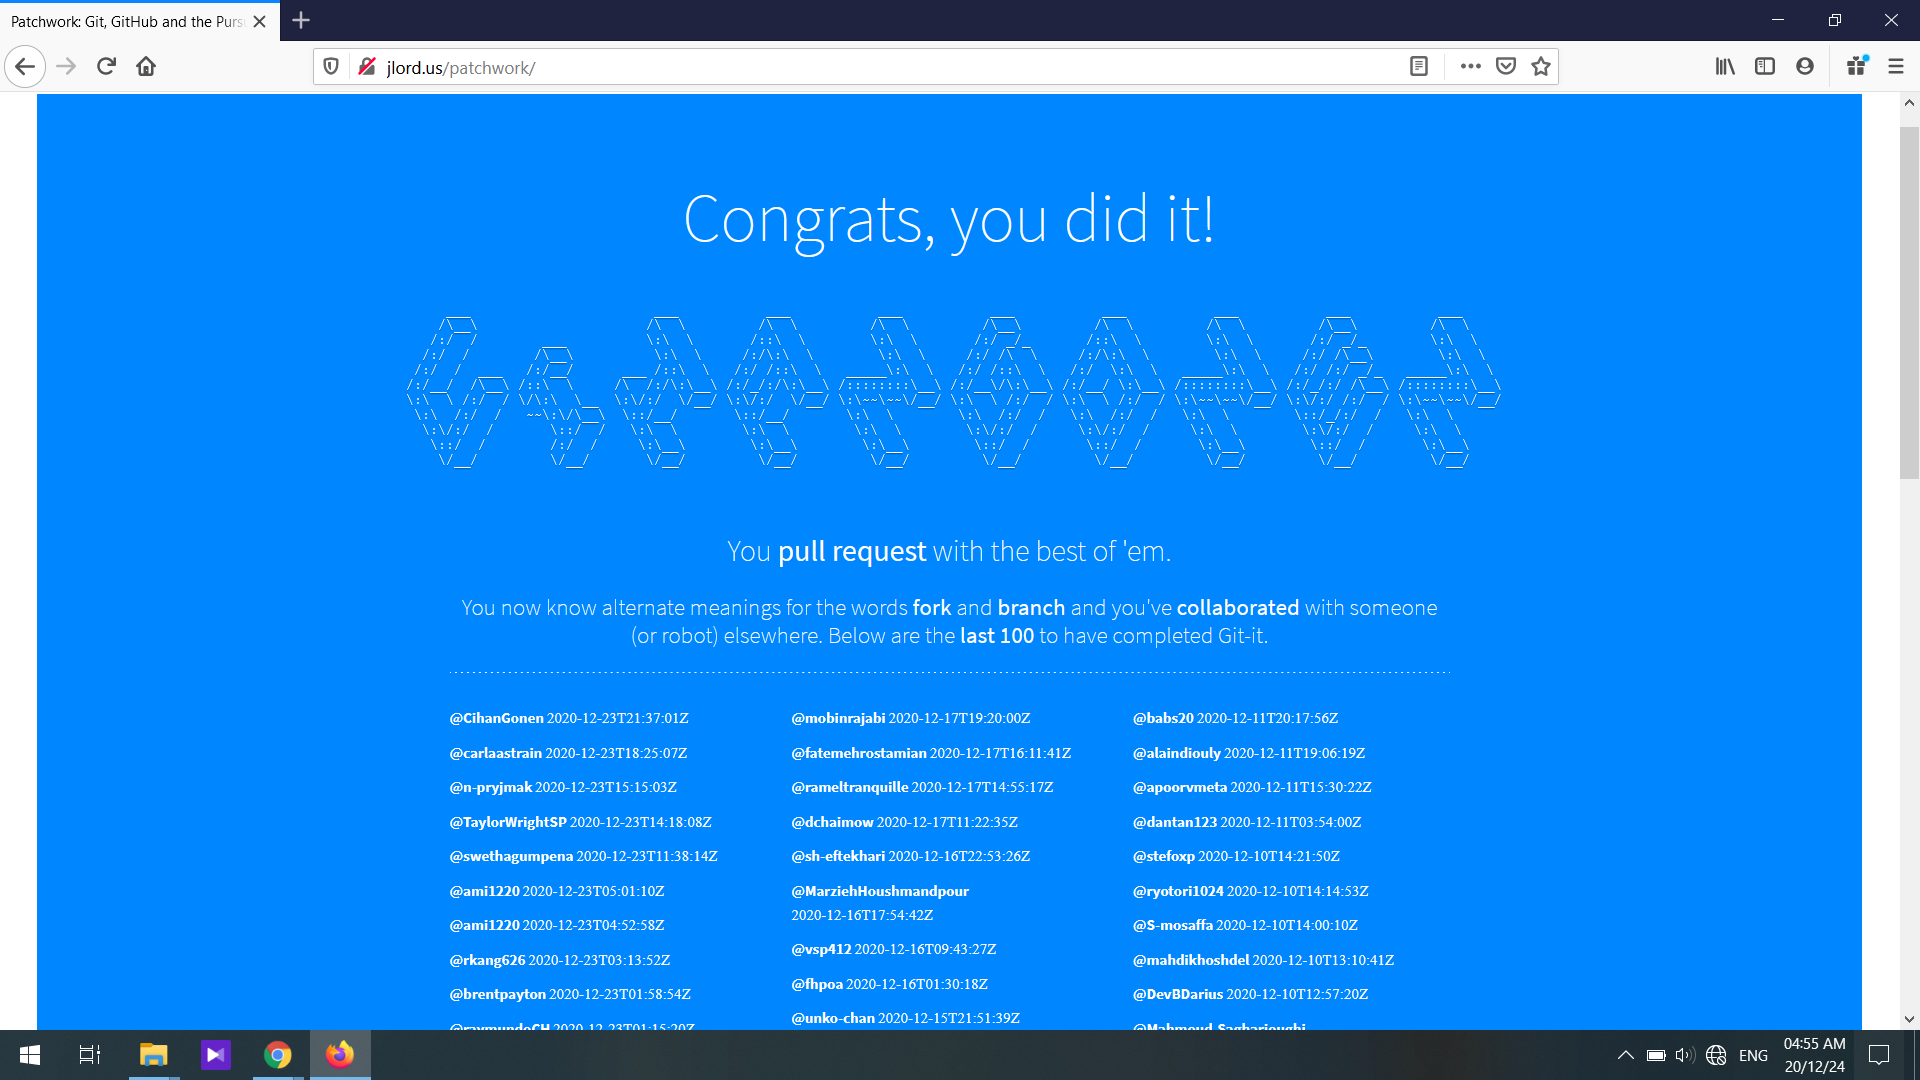 Patchwork: Git, GitHub and the Purs
jlord.us/patchwork/
Congrats, you did it!
You pull request with the best of 'em.
You now know alternate meanings for the words fork and branch and you've collaborated with someone
(or robot) elsewhere. Below are the last 100 to have completed Git-it.
@CihanGonen 2020-12-23T21:37:01Z
@carlaastrain 2020-12-23T18:25:07Z
@n-pryjmak 2020-12-23T15:15:03Z
@TaylorWrightSP 2020-12-23T14:18:08Z
@swethagumpena 2020-12-23T11:38:14Z
@ami1220 2020-12-23T05:01:10Z
@ami1220 2020-12-23T04:52:58Z
@rkang626 2020-12-23T03:13:52Z
@brentpayton 2020-12-23T01:58:54Z
@raymundoCH 2020-12-23T01:15:20Z
@mobinrajabi 2020-12-17T19:20:00Z
@fatemehrostamian 2020-12-17T16:11:41Z
@rameltranquille 2020-12-17T14:55:17Z
@dchaimow 2020-12-17T11:22:35Z
@sh-eftekhari 2020-12-16T22:53:26Z
@MarziehHoushmandpour
2020-12-16T17:54:42Z
@vsp412 2020-12-16T09:43:27Z
@fhpoa 2020-12-16T01:30:18Z
@unko-chan 2020-12-15T21:51:39Z
@babs20 2020-12-11T20:17:56Z
@alaindiouly 2020-12-11T19:06:19Z
@apoorvmeta 2020-12-11T15:30:22Z
@dantan123 2020-12-11T03:54:00Z
@stefoxp 2020-12-10T14:21:50Z
@ryotori1024 2020-12-10T14:14:53Z
@S-mosaffa 2020-12-10T14:00:10Z
@mahdikhoshdel 2020-12-10T13:10:41Z
@DevBDarius 2020-12-10T12:57:20Z
ENG
04:55 AM
20/12/24